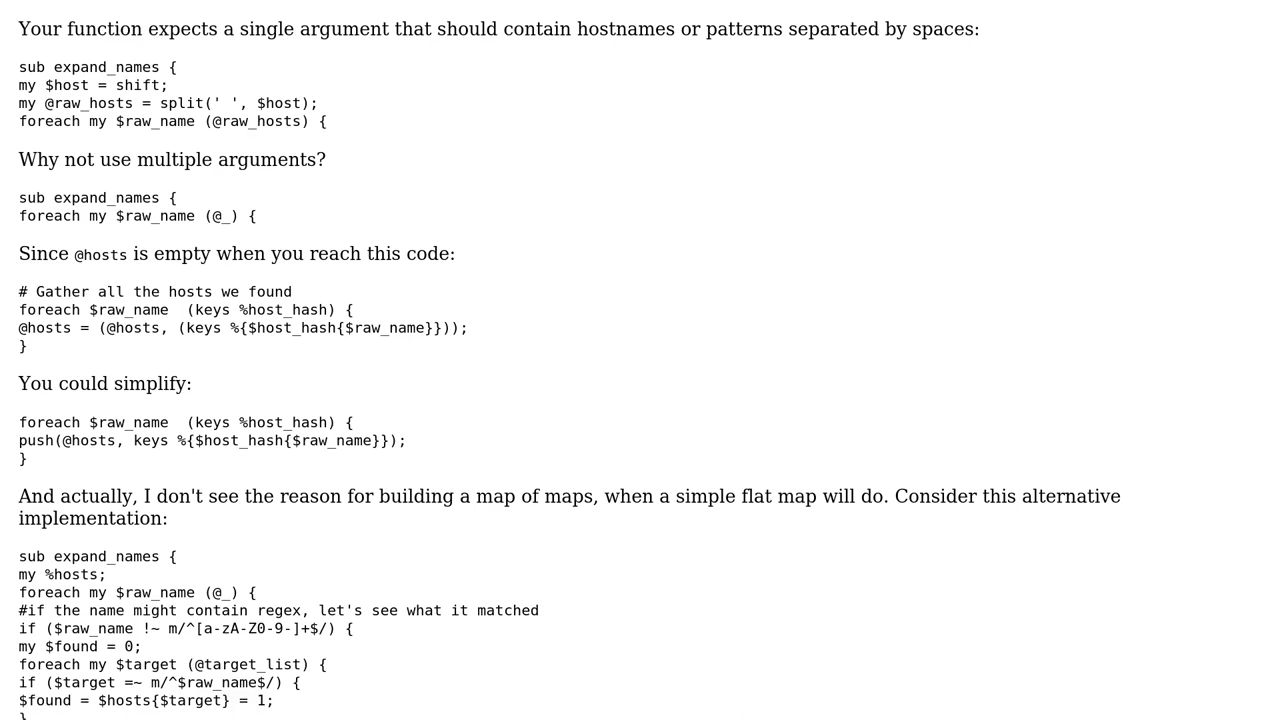 Your function expects a single argument that should contain hostnames or patterns separated by spaces:
sub expand_names {
my $host = shift;
my @raw_hosts = split(' ', $host);
foreach my $raw_name (@raw_hosts) {
Why not use multiple arguments?
sub expand_names {
foreach my $raw_name (@_) {
Since @hosts is empty when you reach this code:
# Gather all the hosts we found
foreach $raw_name  (keys %host_hash) {
@hosts = (@hosts, (keys %{$host_hash{$raw_name}}));
}
You could simplify:
foreach $raw_name  (keys %host_hash) {
push(@hosts, keys %{$host_hash{$raw_name}});
}
And actually, I don't see the reason for building a map of maps, when a simple flat map will do. Consider this alternative
implementation:
sub expand_names {
my %hosts;
foreach my $raw_name (@_) {
#if the name might contain regex, let's see what it matched
if ($raw_name !~ m/^[a-zA-Z0-9-]+$/) {
my $found = 0;
foreach my $target (@target_list) {
if ($target =~ m/^$raw_name$/) {
$found = $hosts{$target} = 1;
}